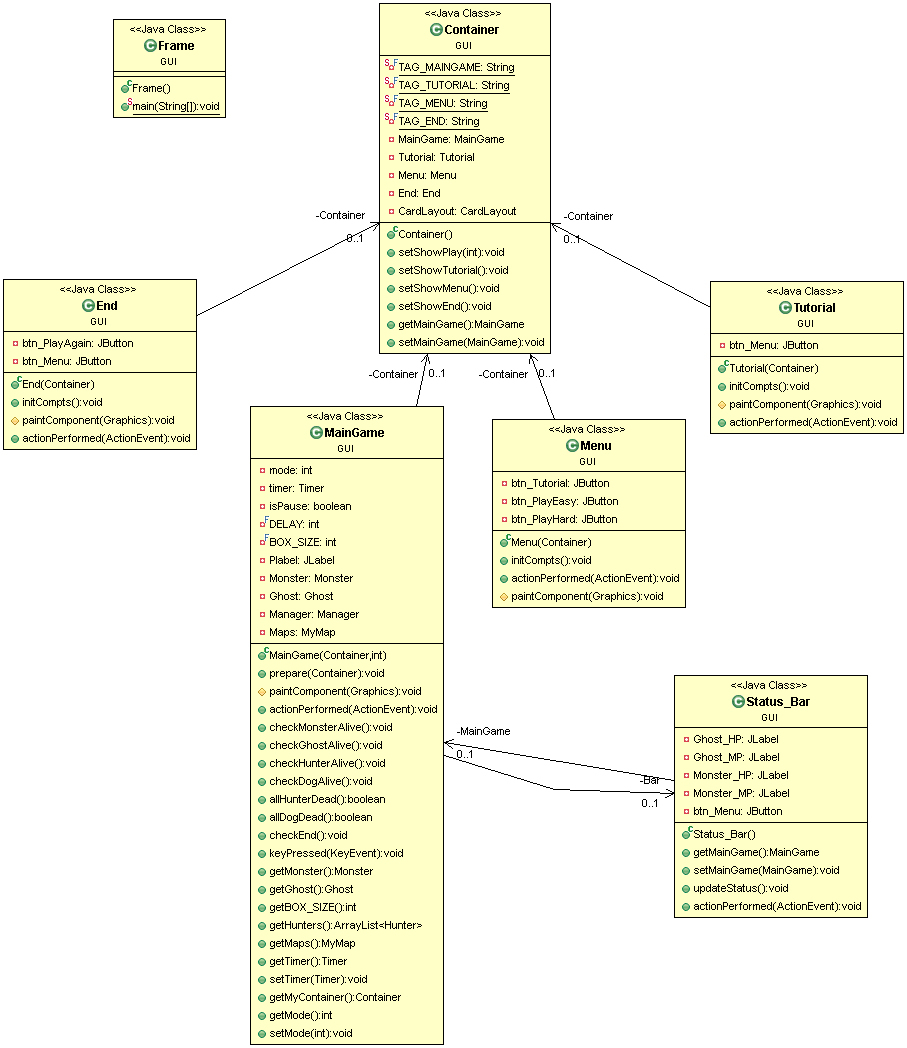 <<Java Class>>
Frame
GUI
Frame()
main(String[]):void
<<Java Class>>
Container
GUI
TAG_MAINGAME: String
TAG_TUTORIAL: String
TAG_MENU: String
TAG_END: String
MainGame: MainGame
Tutorial: Tutorial
Menu: Menu
End: End
CardLayout: CardLayout
Container()
setShowPlay(int):void
setShowTutorial():void
setShowMenu():void
setShowEnd():void
getMainGame():MainGame
setMainGame(MainGame):void
-Container
0..1
-Container
0..1
<<Java Class>>
End
GUI
btn_PlayAgain: JButton
btn_Menu: JButton
End(Container)
initCompts():void
paintComponent(Graphics):void
actionPerformed(ActionEvent):void
<<Java Class>>
Tutorial
GUI
btn_Menu: JButton
Tutorial(Container)
initCompts():void
paintComponent(Graphics):void
actionPerformed(ActionEvent):void
-Container
0..1
-Container
0..1
<<Java Class>>
MainGame
GUI
mode: int
timer: Timer
isPause: boolean
DELAY: int
BOX_SIZE: int
Plabel: JLabel
Monster: Monster
Ghost: Ghost
Manager: Manager
Maps: MyMap
MainGame(Container,int)
prepare(Container):void
paintComponent(Graphics):void
actionPerformed(ActionEvent):void
checkMonsterAlive():void
checkGhostAlive():void
checkHunterAlive():void
checkDogAlive():void
allHunterDead():boolean
allDogDead():boolean
checkEnd():void
keyPressed(KeyEvent):void
getMonster():Monster
getGhost():Ghost
getBOX_SIZE():int
getHunters():ArrayList<Hunter>
getMaps():MyMap
getTimer():Timer
setTimer(Timer):void
getMyContainer():Container
getMode():int
setMode(int):void
<<Java Class>>
Menu
GUI
btn_Tutorial: JButton
btn_PlayEasy: JButton
btn_PlayHard: JButton
Menu(Container)
initCompts():void
actionPerformed(ActionEvent):void
paintComponent(Graphics):void
-MainGame
0..1
-Bar
0..1
<<Java Class>>
Status_Bar
GUI
Ghost_HP: JLabel
Ghost_MP: JLabel
Monster_HP: JLabel
Monster_MP: JLabel
btn_Menu: JButton
Status_Bar()
getMainGame():MainGame
setMainGame(MainGame):void
updateStatus():void
actionPerformed(ActionEvent):void